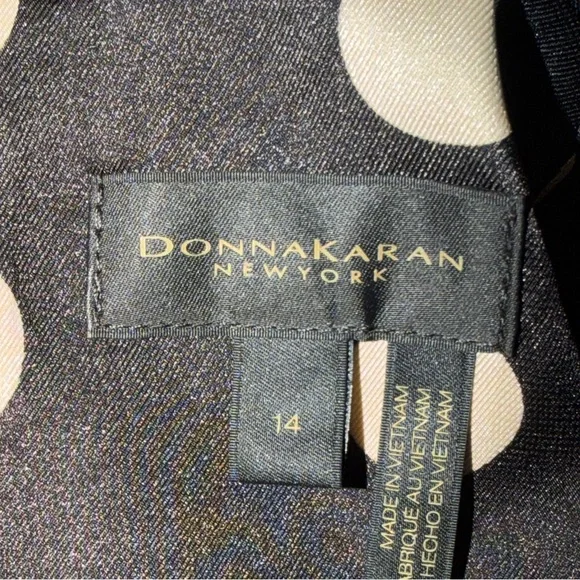 DONNAKARAN
NEWYORK
14
MADE IN VIETNAM
FABRIQUE AU VIETNAM
HECHO EN VIETNAM